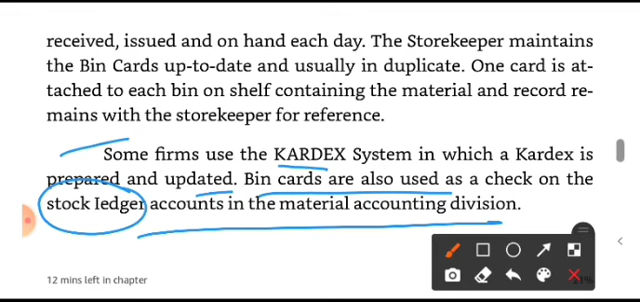 received, issued and on hand each day. The Storekeeper maintains
the Bin Cards up-to-date and usually in duplicate. One card is at-
tached to each bin on shelf containing the material and record re-
mains with the storekeeper for reference.
Some firms use the KARDEX System in which a Kardex is
prepared and updated. Bin cards are also used as a check on the
stock Iedger accounts in the material accounting division.
12 mins left in chapter